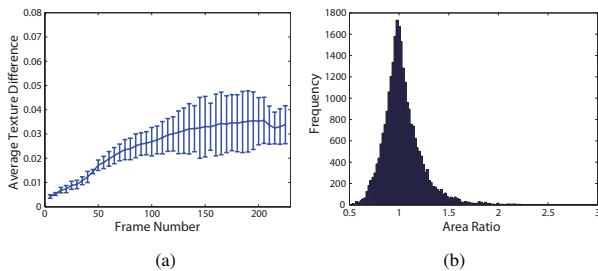 0.08
0.07
0.06
0.05
0.04
0.03
0.02
0.01
0
0 50 100 150 200
Average Texture Difference
Frame Number
(a)
1800
1600
1400
1200
1000
800
600
400
200
0
0.5 1 1.5 2 2.5 3
Frequency
Area Ratio
(b)